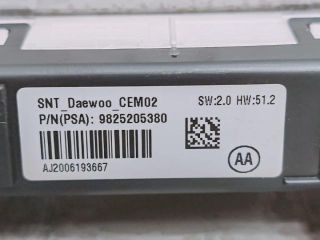 SNT_Daewoo_CEM02 SW:2.0 HW:51.2
P/N(PSA): 9825205380
AA
AJ2006193667